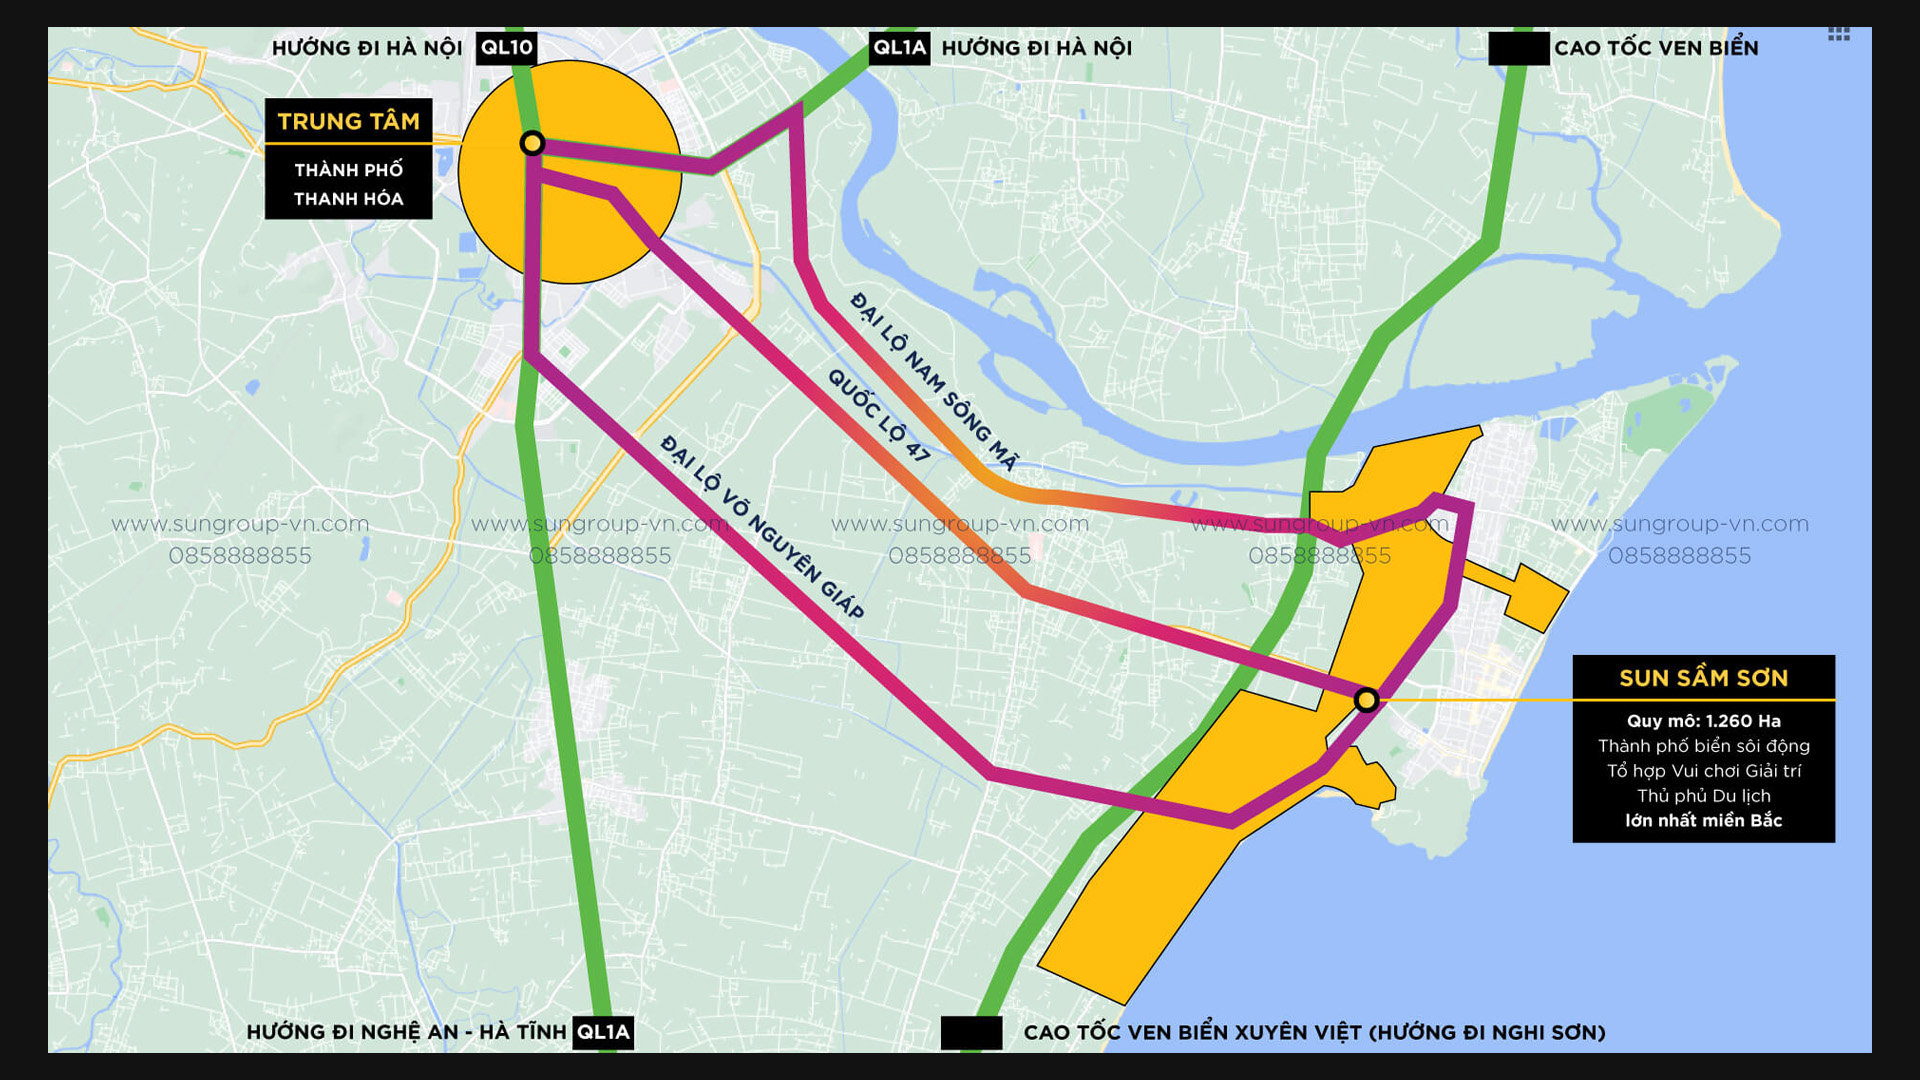 HƯỚNG ĐI HÀ NỘI QL10
QL1A HƯỚNG ĐI HÀ NỘI
CAO TỐC VEN BIỂN
TRUNG TÂM
THÀNH PHỐ
THANH HÓA
ĐẠI LỘ NAM SÔNG MÃ
QUỐC LỘ 47
ĐẠI LỘ VÕ NGUYÊN GIÁP
www.sungroup-vn.com www.sungroup-vn.com www.sungroup-vn.com www.sungroup-vn.com www.sungroup-vn.com
0858888855 0858888855 0858888855 0858888855 0858888855
SUN SẦM SƠN
Quy mô: 1.260 Ha
Thành phố biển sôi động
Tổ hợp Vui chơi Giải trí
Thủ phủ Du lịch
lớn nhất miền Bắc
HƯỚNG ĐI NGHỆ AN - HÀ TĨNH QL1A
CAO TỐC VEN BIỂN XUYÊN VIỆT (HƯỚNG ĐI NGHI SƠN)